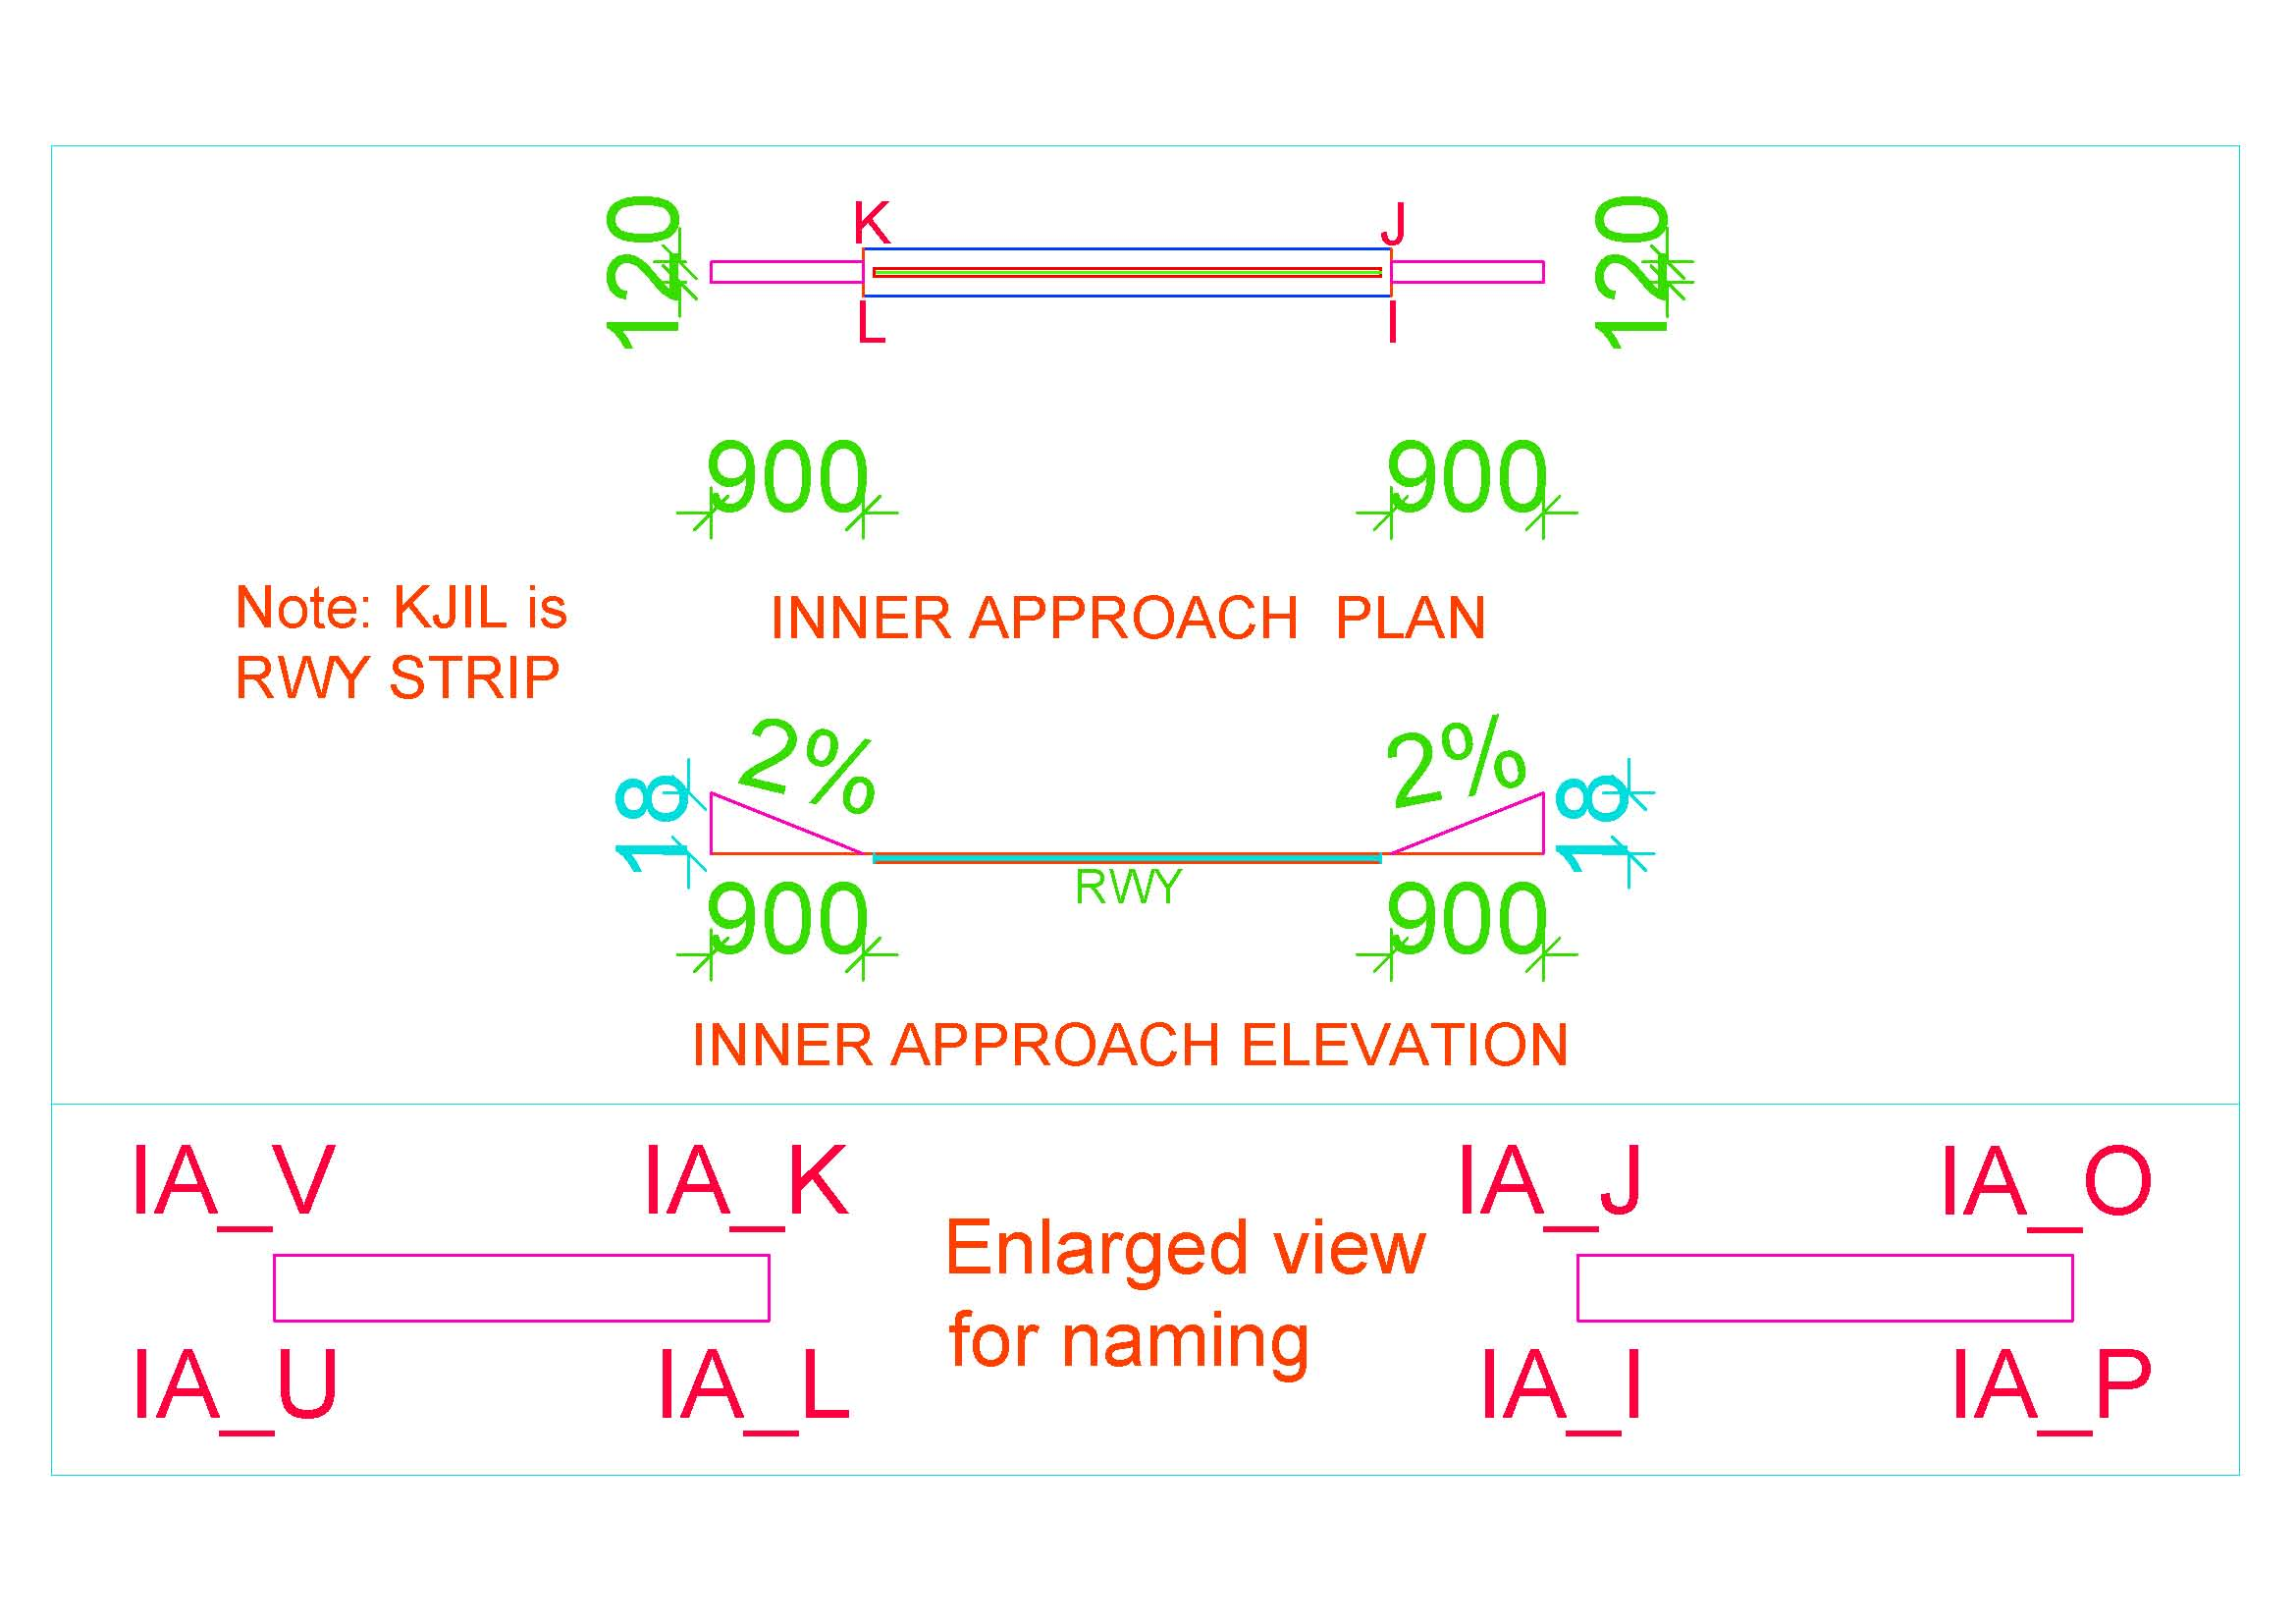 K J
120 120
L I
900 900
Note: KJIL is
RWY STRIP
INNER APPROACH PLAN
2% 2%
18 18
RWY
900 900
INNER APPROACH ELEVATION
IA_V IA_K IA_J IA_O
Enlarged view
for naming
IA_U IA_L IA_I IA_P